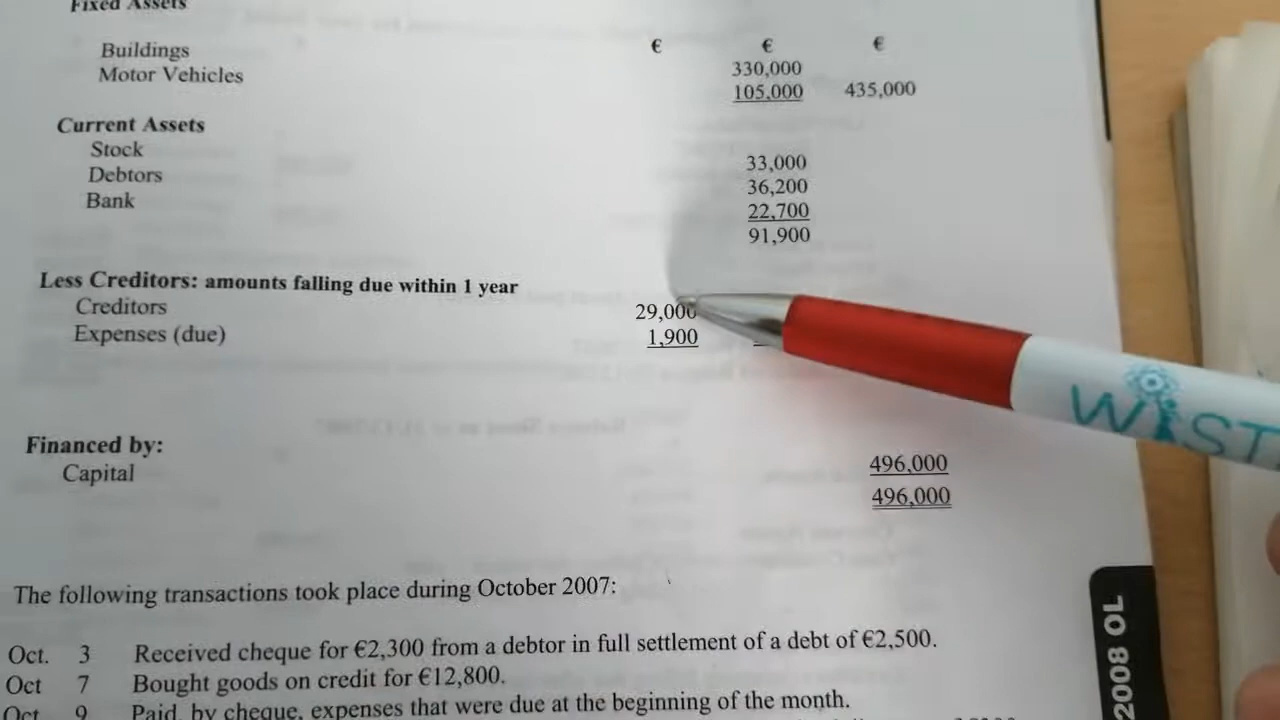 Fixed Assets
€ € €
Buildings 330,000
Motor Vehicles 105,000 435,000
Current Assets
Stock 33,000
Debtors 36,200
Bank 22,700
91,900
Less Creditors: amounts falling due within 1 year
Creditors 29,000
Expenses (due) 1,900
Financed by:
Capital 496,000
496,000
The following transactions took place during October 2007:
Oct. 3 Received cheque for €2,300 from a debtor in full settlement of a debt of €2,500.
Oct 7 Bought goods on credit for €12,800.
Oct 9 Paid, by cheque, expenses that were due at the beginning of the month.
2008 OL